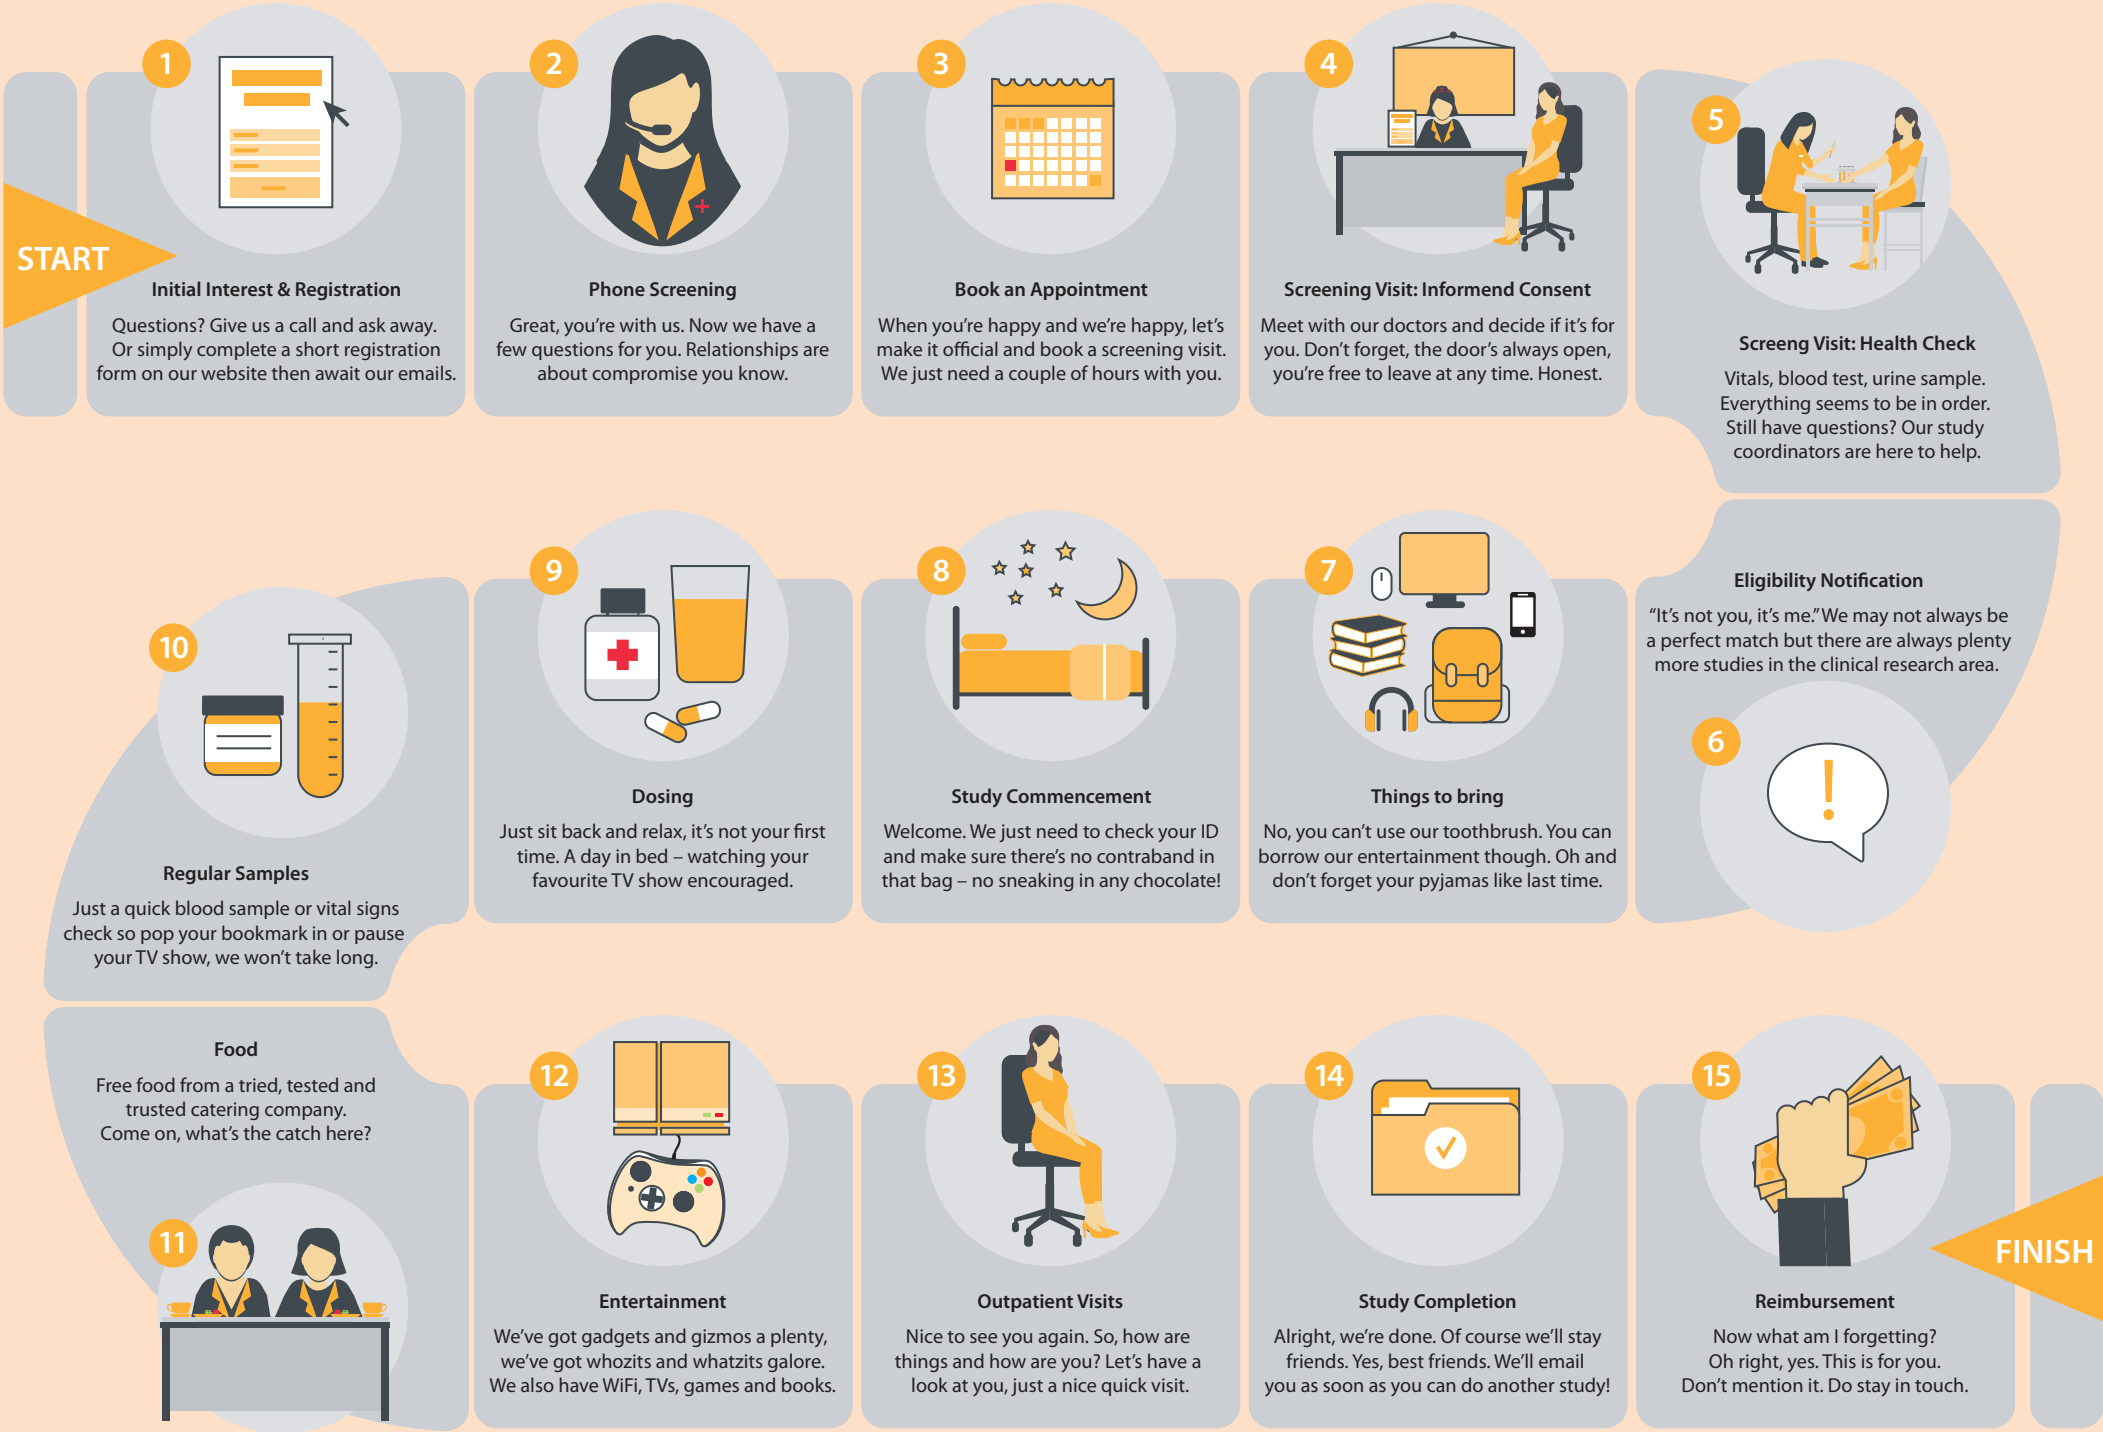 START
1
Initial Interest & Registration
Questions? Give us a call and ask away.
Or simply complete a short registration
form on our website then await our emails.
2
Phone Screening
Great, you’re with us. Now we have a
few questions for you. Relationships are
about compromise you know.
3
Book an Appointment
When you’re happy and we’re happy, let’s
make it official and book a screening visit.
We just need a couple of hours with you.
4
Screening Visit: Informend Consent
Meet with our doctors and decide if it’s for
you. Don’t forget, the door’s always open,
you’re free to leave at any time. Honest.
5
Screeng Visit: Health Check
Vitals, blood test, urine sample.
Everything seems to be in order.
Still have questions? Our study
coordinators are here to help.
Eligibility Notification
“It’s not you, it’s me.” We may not always be
a perfect match but there are always plenty
more studies in the clinical research area.
6
!
7
Things to bring
No, you can’t use our toothbrush. You can
borrow our entertainment though. Oh and
don’t forget your pyjamas like last time.
8
Study Commencement
Welcome. We just need to check your ID
and make sure there’s no contraband in
that bag – no sneaking in any chocolate!
9
Dosing
Just sit back and relax, it’s not your first
time. A day in bed – watching your
favourite TV show encouraged.
10
Regular Samples
Just a quick blood sample or vital signs
check so pop your bookmark in or pause
your TV show, we won’t take long.
Food
Free food from a tried, tested and
trusted catering company.
Come on, what’s the catch here?
11
12
Entertainment
We’ve got gadgets and gizmos a plenty,
we’ve got whozits and whatzits galore.
We also have WiFi, TVs, games and books.
13
Outpatient Visits
Nice to see you again. So, how are
things and how are you? Let’s have a
look at you, just a nice quick visit.
14
Study Completion
Alright, we’re done. Of course we’ll stay
friends. Yes, best friends. We’ll email
you as soon as you can do another study!
15
Reimbursement
Now what am I forgetting?
Oh right, yes. This is for you.
Don’t mention it. Do stay in touch.
FINISH